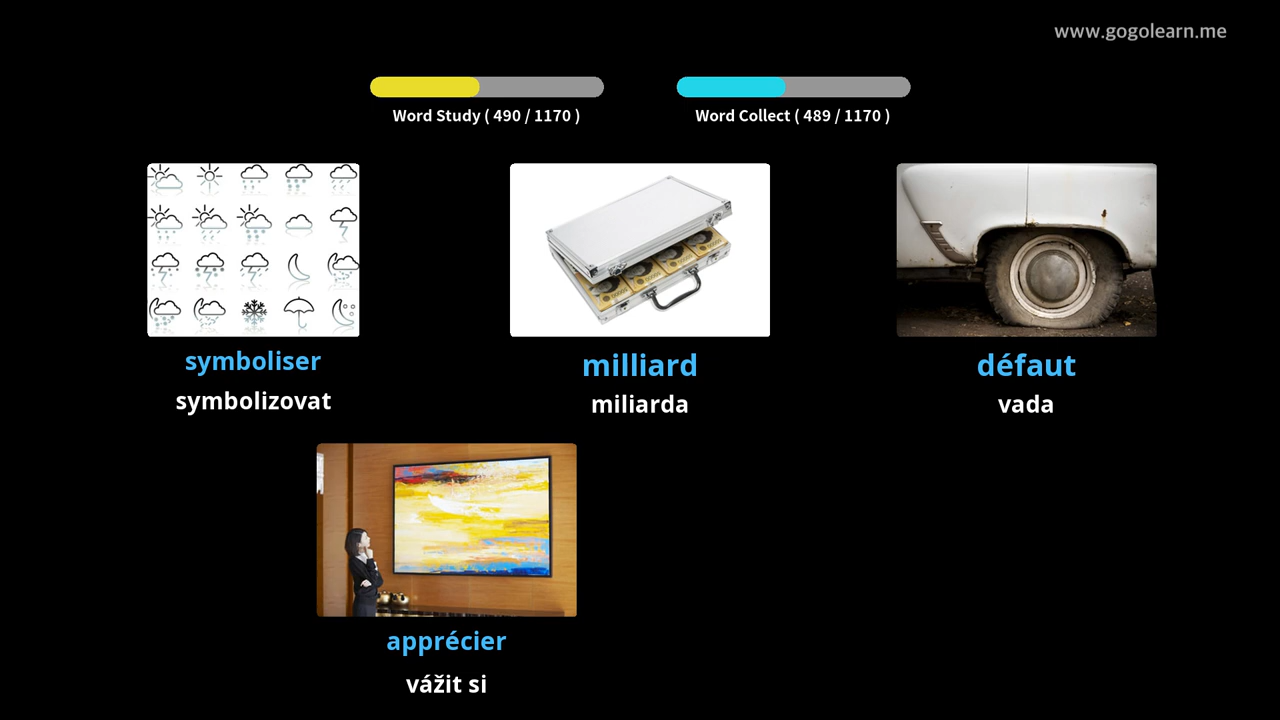 www.gogolearn.me
Word Study ( 490 / 1170 )
Word Collect ( 489 / 1170 )
symboliser
symbolizovat
milliard
miliarda
défaut
vada
apprécier
vážit si